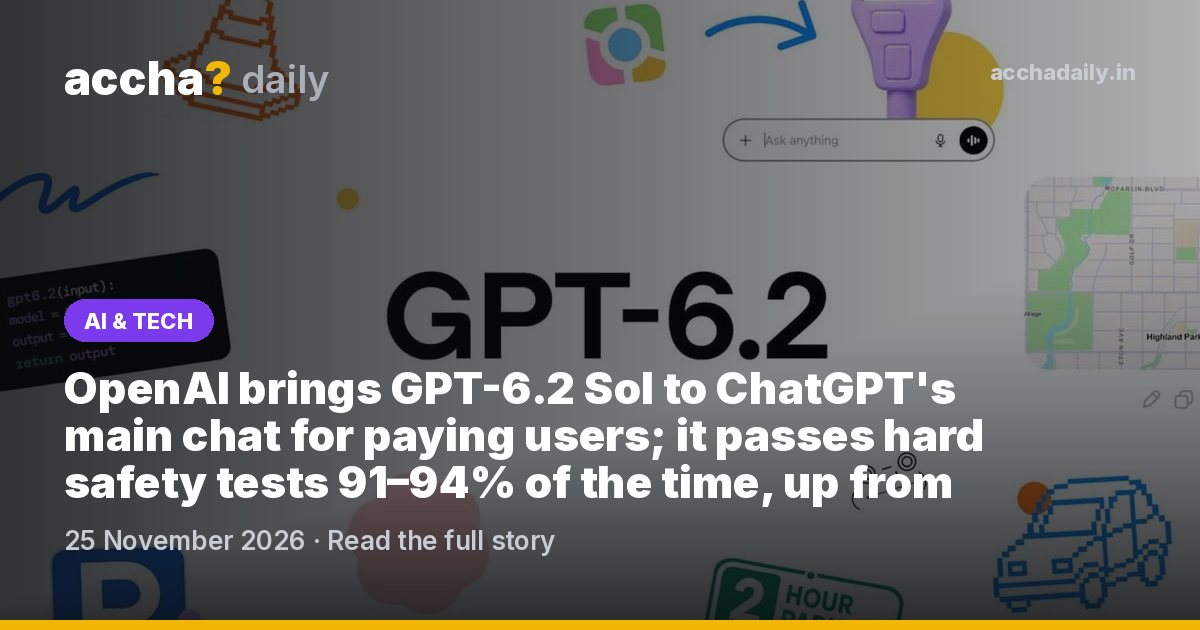 accha? daily
acchadaily.in
Ask anything
MCFARLIN BLVD
GOLF DR
Highland Park
gpt6.2(input):
model =
output =
return output
GPT-6.2
AI & TECH
OpenAI brings GPT-6.2 Sol to ChatGPT's
main chat for paying users; it passes hard
safety tests 91–94% of the time, up from
25 November 2026 · Read the full story
2 HOUR